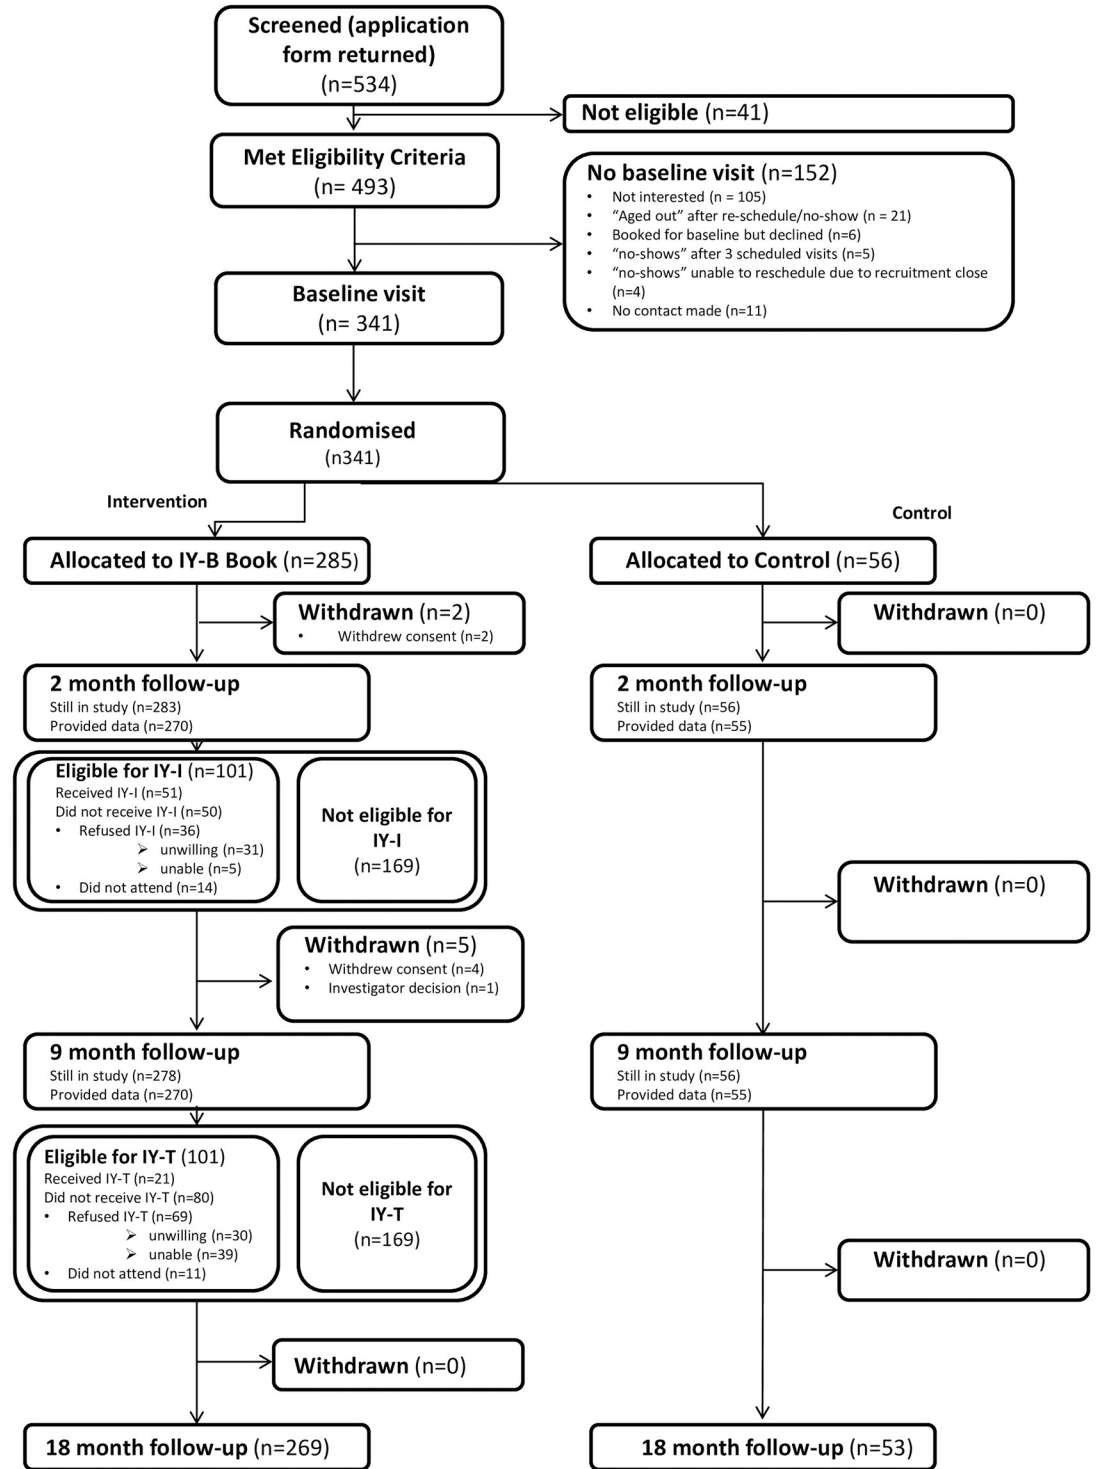 Screened (application
form returned)
(n=534)
Not eligible (n=41)
Met Eligibility Criteria
(n= 493)
No baseline visit (n=152)
• Not interested (n = 105)
• “Aged out” after re-schedule/no-show (n = 21)
• Booked for baseline but declined (n=6)
• “no-shows” after 3 scheduled visits (n=5)
• “no-shows” unable to reschedule due to recruitment close
(n=4)
• No contact made (n=11)
Baseline visit
(n= 341)
Randomised
(n341)
Intervention
Control
Allocated to IY-B Book (n=285)
Allocated to Control (n=56)
Withdrawn (n=2)
• Withdrew consent (n=2)
Withdrawn (n=0)
2 month follow-up
Still in study (n=283)
Provided data (n=270)
2 month follow-up
Still in study (n=56)
Provided data (n=55)
Eligible for IY-I (n=101)
Received IY-I (n=51)
Did not receive IY-I (n=50)
• Refused IY-I (n=36)
➢ unwilling (n=31)
➢ unable (n=5)
• Did not attend (n=14)
Not eligible for
IY-I
(n=169)
Withdrawn (n=0)
Withdrawn (n=5)
• Withdrew consent (n=4)
• Investigator decision (n=1)
9 month follow-up
Still in study (n=278)
Provided data (n=270)
9 month follow-up
Still in study (n=56)
Provided data (n=55)
Eligible for IY-T (101)
Received IY-T (n=21)
Did not receive IY-T (n=80)
• Refused IY-T (n=69)
➢ unwilling (n=30)
➢ unable (n=39)
• Did not attend (n=11)
Not eligible for
IY-T
(n=169)
Withdrawn (n=0)
Withdrawn (n=0)
18 month follow-up (n=269)
18 month follow-up (n=53)